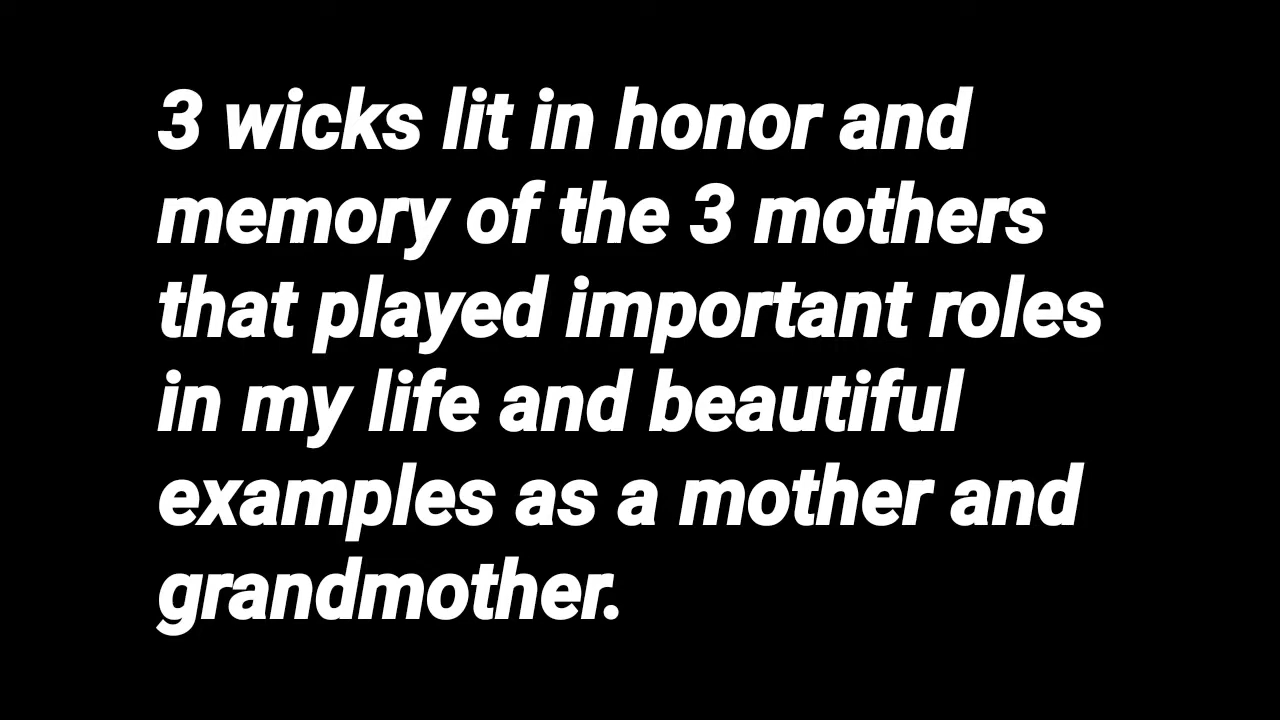 3 wicks lit in honor and
memory of the 3 mothers
that played important roles
in my life and beautiful
examples as a mother and
grandmother.